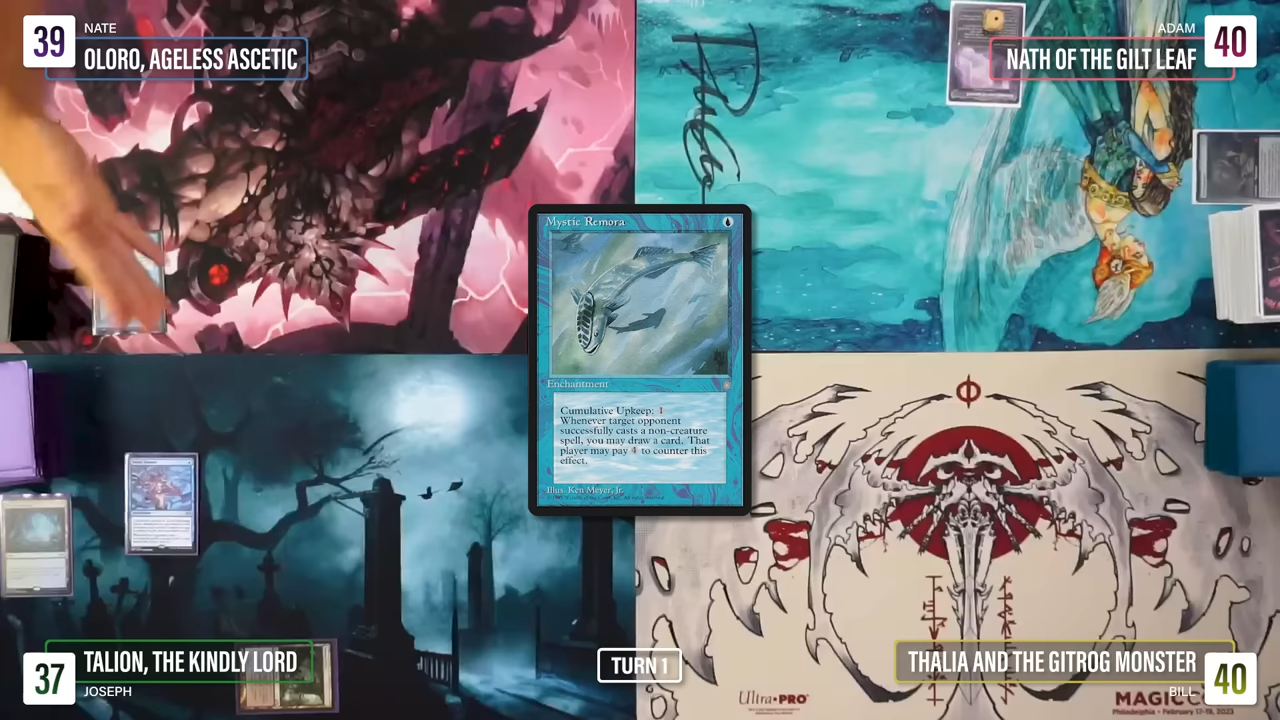 39
NATE
OLORO, AGELESS ASCETIC
ADAM
NATH OF THE GILT LEAF
40
Mystic Remora
Enchantment
Cumulative Upkeep: 1
Whenever target opponent
successfully casts a non-creature
spell, you may draw a card. That
player may pay 4 to counter this
effect.
Illus. Ken Meyer, Jr.
37
TALION, THE KINDLY LORD
JOSEPH
TURN 1
THALIA AND THE GITROG MONSTER
BILL
40
Ultra·PRO
MAGICCO
Philadelphia • February 17-19, 2023